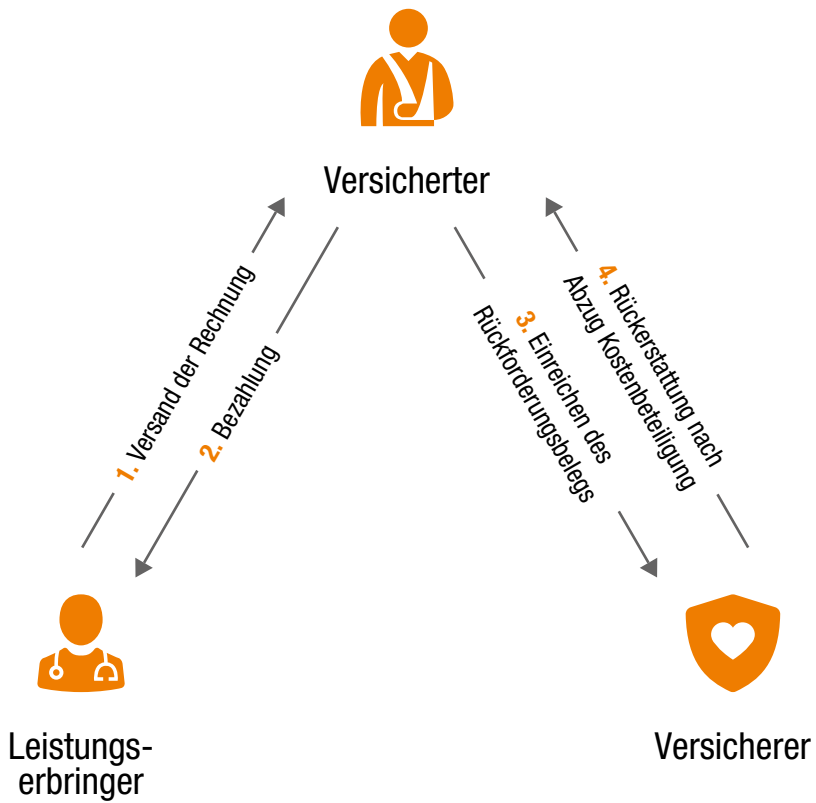 Versicherter
1. Versand der Rechnung
2. Bezahlung
3. Einreichen des
Rückforderungsbelegs
4. Rückerstattung nach
Abzug Kostenbeteiligung
Leistungs-
erbringer
Versicherer